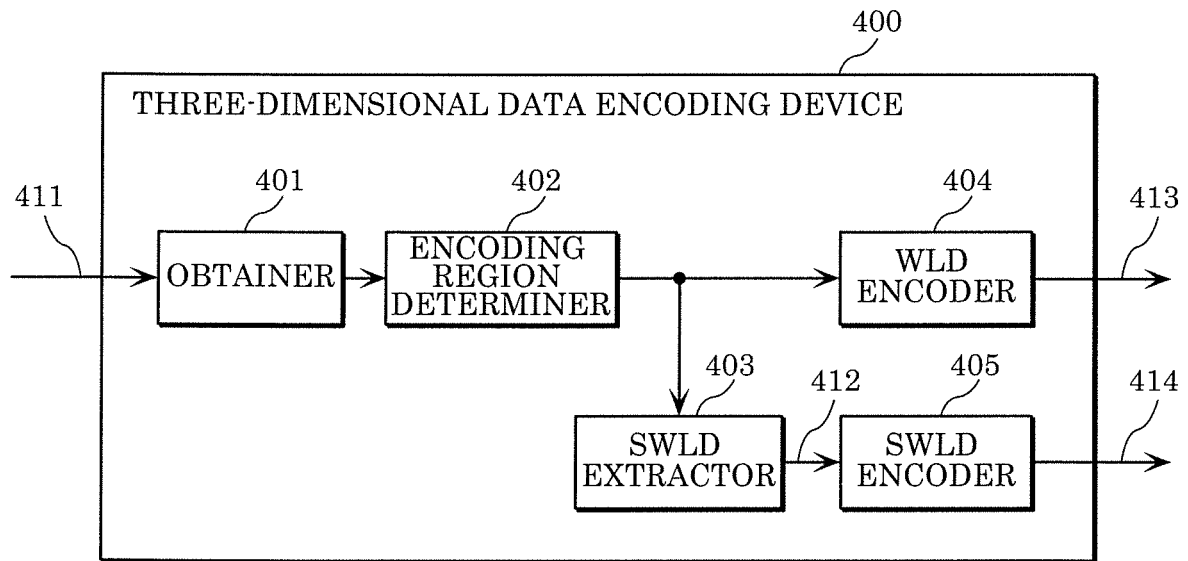 400
THREE-DIMENSIONAL DATA ENCODING DEVICE
411
401
402
404
413
OBTAINER
ENCODING
REGION
DETERMINER
WLD
ENCODER
403
412
405
414
SWLD
EXTRACTOR
SWLD
ENCODER